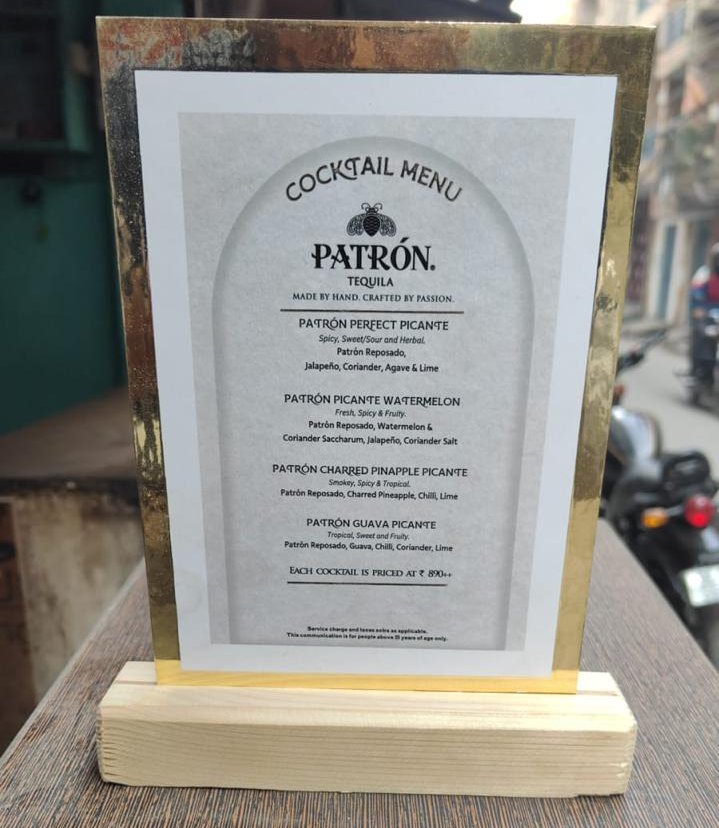 COCKTAIL MENU
PATRÓN.
TEQUILA
MADE BY HAND. CRAFTED BY PASSION.
PATRÓN PERFECT PICANTE
Spicy, Sweet/Sour and Herbal.
Patrón Reposado,
Jalapeño, Coriander, Agave & Lime
PATRÓN PICANTE WATERMELON
Fresh, Spicy & Fruity.
Patrón Reposado, Watermelon &
Coriander Saccharum, Jalapeño, Coriander Salt
PATRÓN CHARRED PINAPPLE PICANTE
Smokey, Spicy & Tropical.
Patrón Reposado, Charred Pineapple, Chilli, Lime
PATRÓN GUAVA PICANTE
Tropical, Sweet and Fruity.
Patrón Reposado, Guava, Chilli, Coriander, Lime
EACH COCKTAIL IS PRICED AT ₹ 890++
Service charge and taxes extra as applicable.
This communication is for people above 25 years of age only.